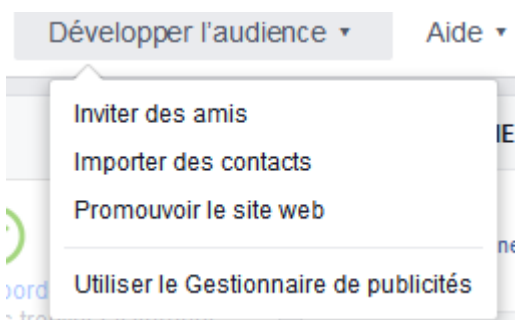 Développer l'audience ▾ Aide ▾
Inviter des amis
Importer des contacts
Promouvoir le site web
Utiliser le Gestionnaire de publicités